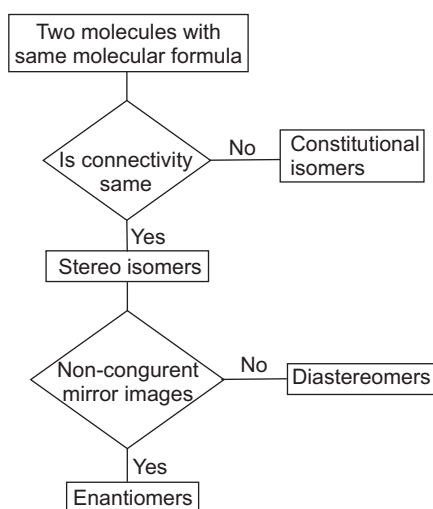 Two molecules with
same molecular formula
Is connectivity
same
No
Constitutional
isomers
Yes
Stereo isomers
Non-congurent
mirror images
No
Diastereomers
Yes
Enantiomers